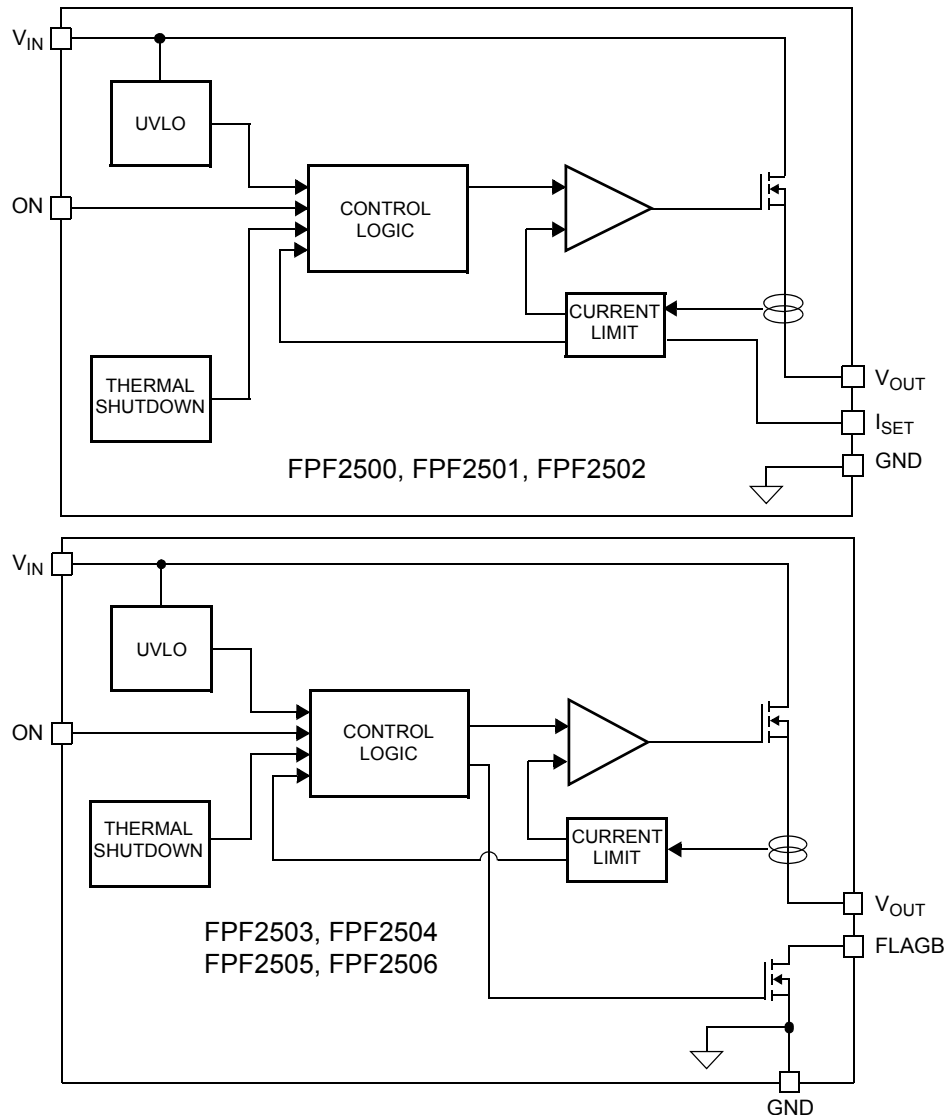 VIN
UVLO
ON
CONTROL
LOGIC
CURRENT
LIMIT
THERMAL
SHUTDOWN
VOUT
ISET
GND
FPF2500, FPF2501, FPF2502
VIN
UVLO
ON
CONTROL
LOGIC
THERMAL
SHUTDOWN
CURRENT
LIMIT
VOUT
FPF2503, FPF2504
FPF2505, FPF2506
FLAGB
GND